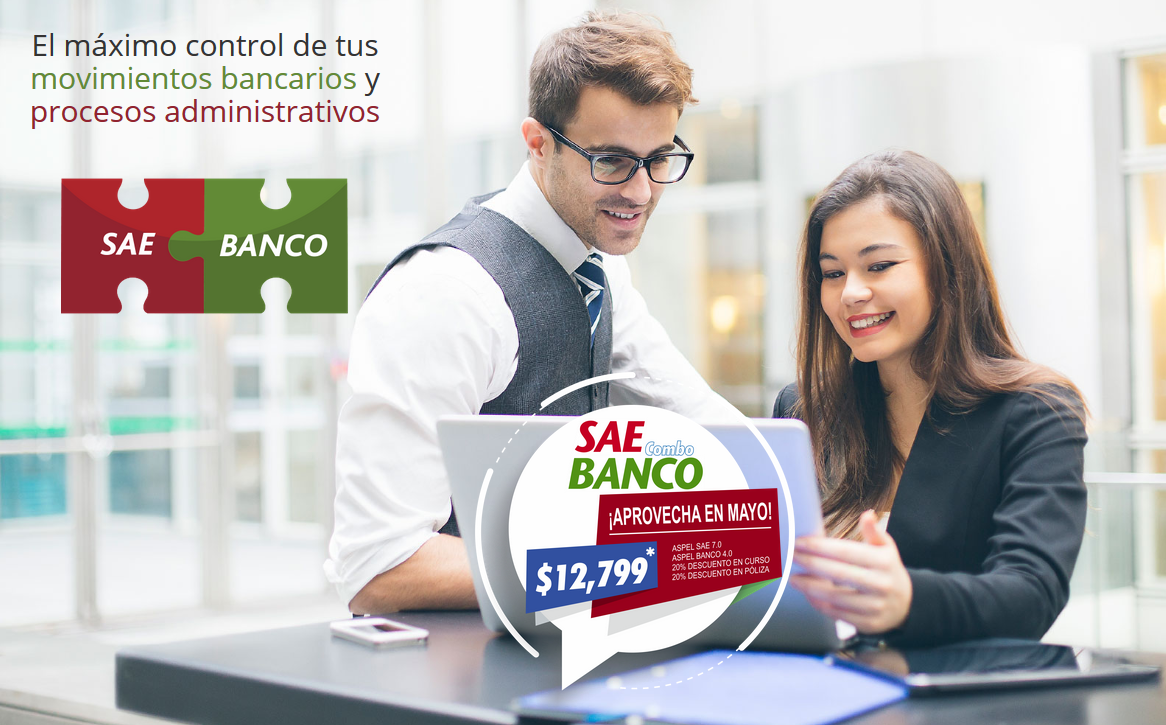 El máximo control de tus
movimientos bancarios y
procesos administrativos
SAE BANCO
SAE Combo
BANCO
¡APROVECHA EN MAYO!
$12,799*
ASPEL SAE 7.0
ASPEL BANCO 4.0
20% DESCUENTO EN CURSO
20% DESCUENTO EN PÓLIZA